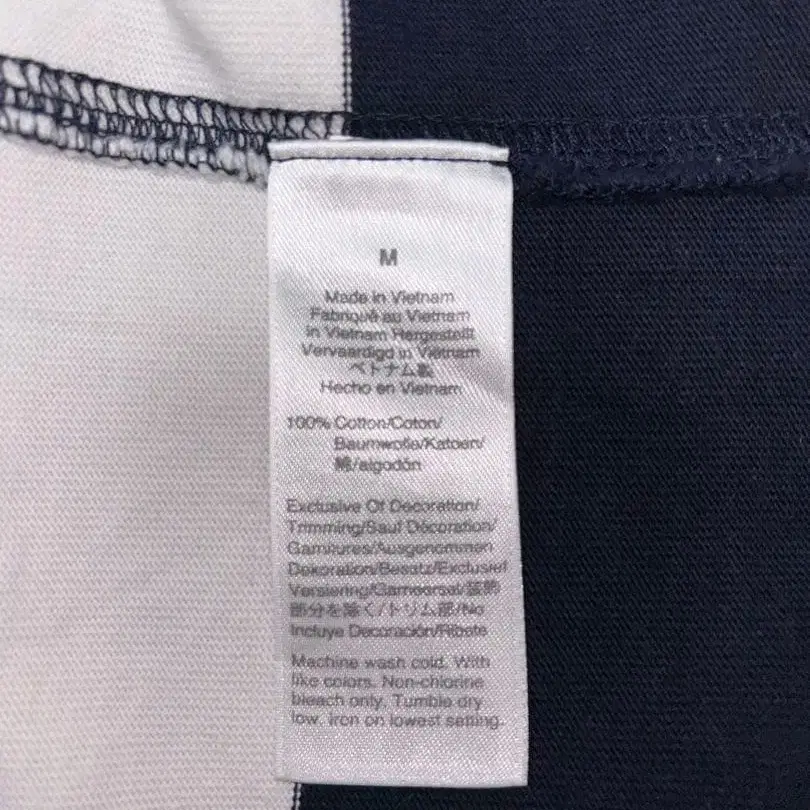 M
Made in Vietnam
Fabriqué au Vietnam
in Vietnam Hergestellt
Vervaardigd in Vietnam
ベトナム製
Hecho en Vietnam
100% Cotton/Coton/
Baumwolle/Katoen/
綿/algodón
Exclusive Of Decoration/
Trimming/Sauf Décoration/
Garnitures/Ausgenommen
Dekoration/Besatz/Exclusief
Versiering/Garneersel/装飾
部分を除く/トリム部/No
Incluye Decoración/Ribete
Machine wash cold. With
like colors. Non-chlorine
bleach only. Tumble dry
low. Iron on lowest setting.